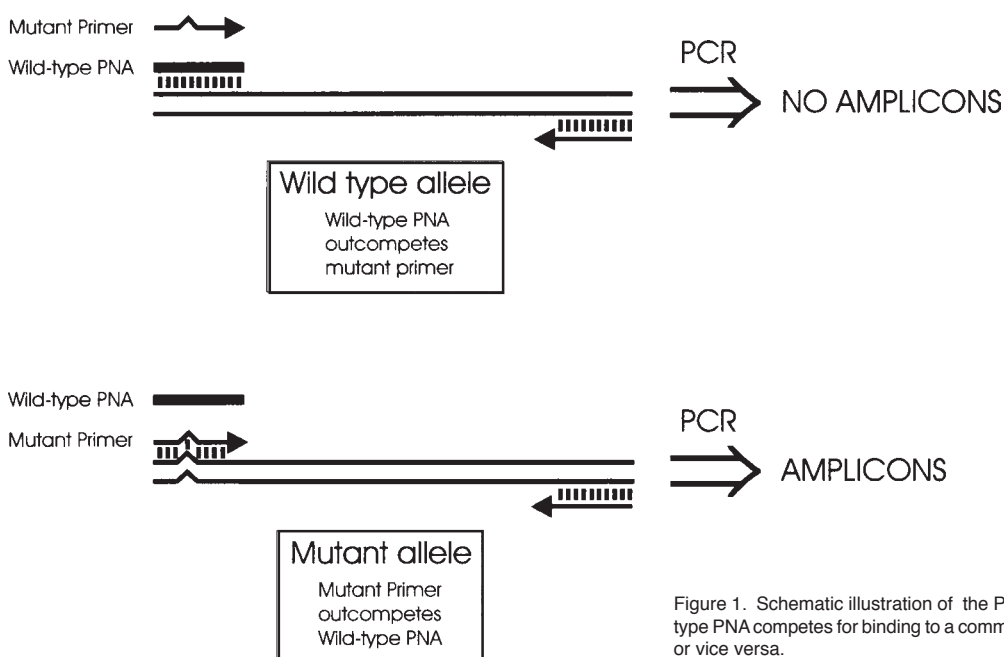 Mutant Primer
Wild-type PNA
PCR
NO AMPLICONS
Wild type allele
Wild-type PNA
outcompetes
mutant primer
Wild-type PNA
Mutant Primer
PCR
AMPLICONS
Mutant allele
Mutant Primer
outcompetes
Wild-type PNA
Figure 1. Schematic illustration of the P
type PNA competes for binding to a comm
or vice versa.